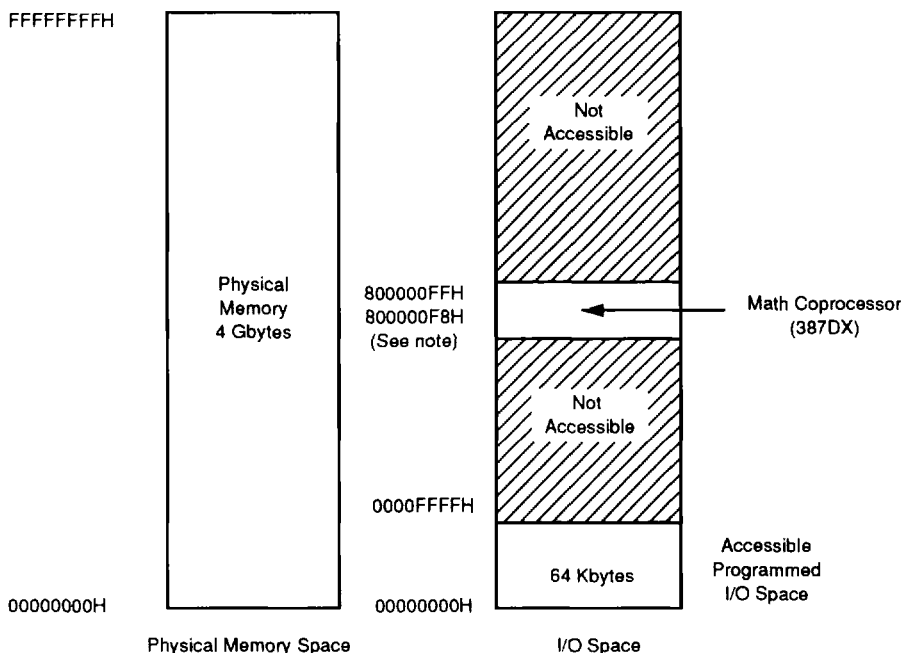 FFFFFFFFH
Not
Accessible
Physical
Memory
4 Gbytes
800000FFH
800000F8H
(See note)
Math Coprocessor
(387DX)
Not
Accessible
0000FFFFH
64 Kbytes
Accessible
Programmed
I/O Space
00000000H
00000000H
Physical Memory Space
I/O Space